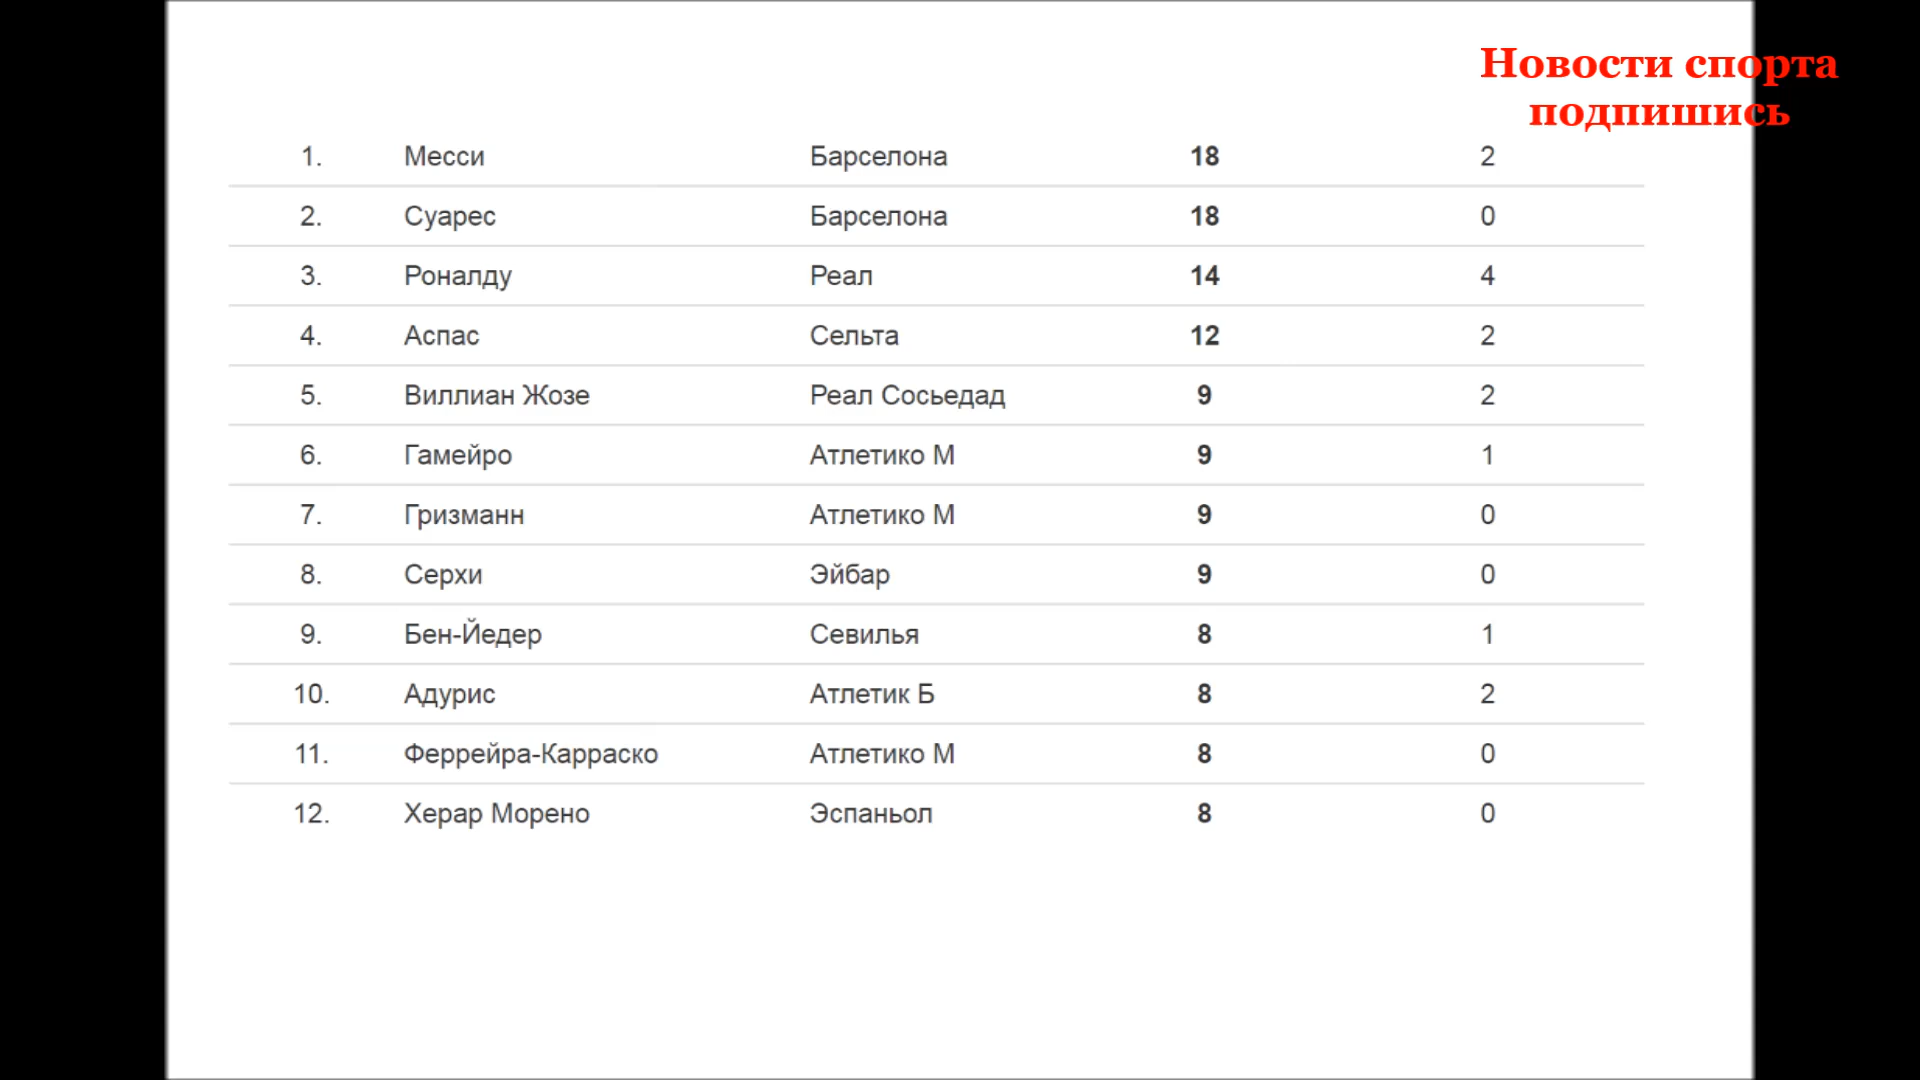 Новости спорта
подпишись
1. Месси Барселона 18 2
2. Суарес Барселона 18 0
3. Роналду Реал 14 4
4. Аспас Сельта 12 2
5. Виллиан Жозе Реал Сосьедад 9 2
6. Гамейро Атлетико М 9 1
7. Гризманн Атлетико М 9 0
8. Серхи Эйбар 9 0
9. Бен-Йедер Севилья 8 1
10. Адурис Атлетик Б 8 2
11. Феррейра-Карраско Атлетико М 8 0
12. Херар Морено Эспаньол 8 0